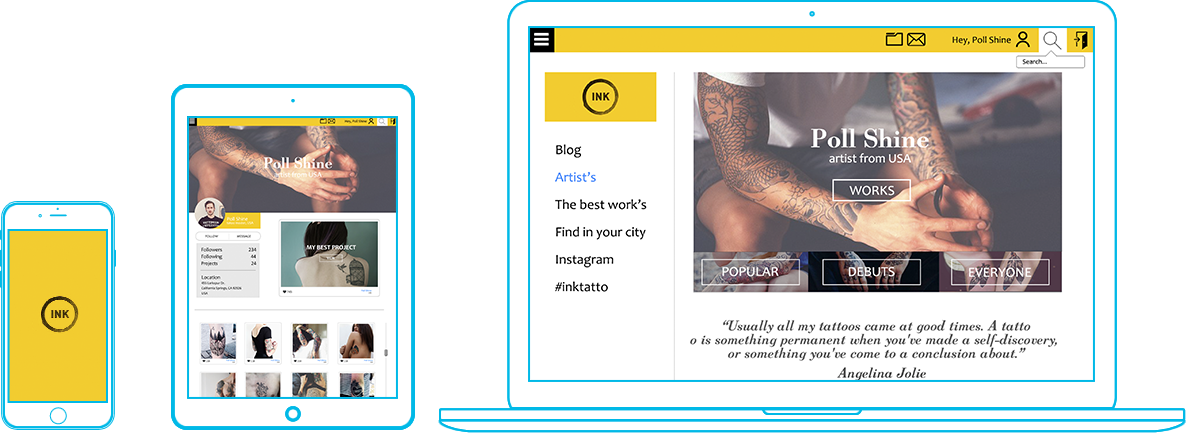 INK
Hey, Poll Shine
Poll Shine
artist from USA
Poll Shine
FOLLOW
MESSAGE
Followers 234
Following 44
Projects 24
Location
USA
MY BEST PROJECT
Hey, Poll Shine
Search...
INK
Blog
Artist’s
The best work’s
Find in your city
Instagram
#inktatto
Poll Shine
artist from USA
WORKS
POPULAR
DEBUTS
EVERYONE
“Usually all my tattoos came at good times. A tatto
o is something permanent when you've made a self-discovery,
or something you've come to a conclusion about.”
Angelina Jolie